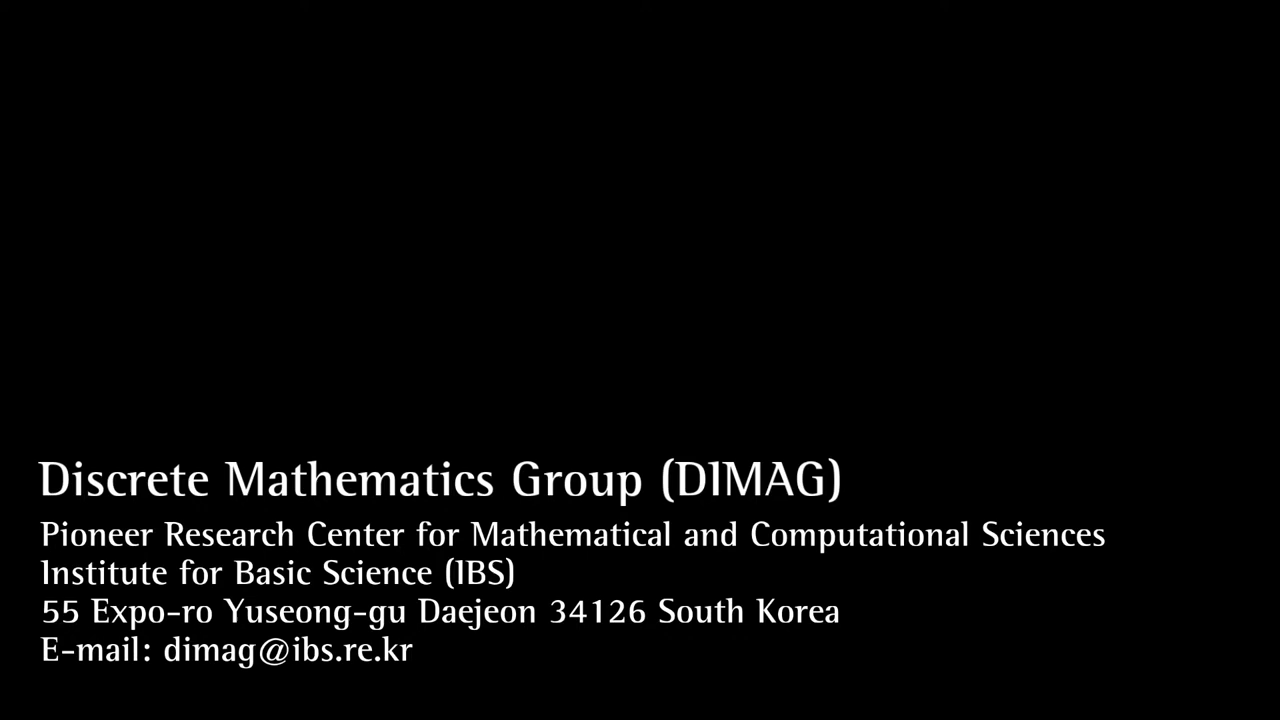 Discrete Mathematics Group (DIMAG)
Pioneer Research Center for Mathematical and Computational Sciences
Institute for Basic Science (IBS)
55 Expo-ro Yuseong-gu Daejeon 34126 South Korea
E-mail: dimag@ibs.re.kr